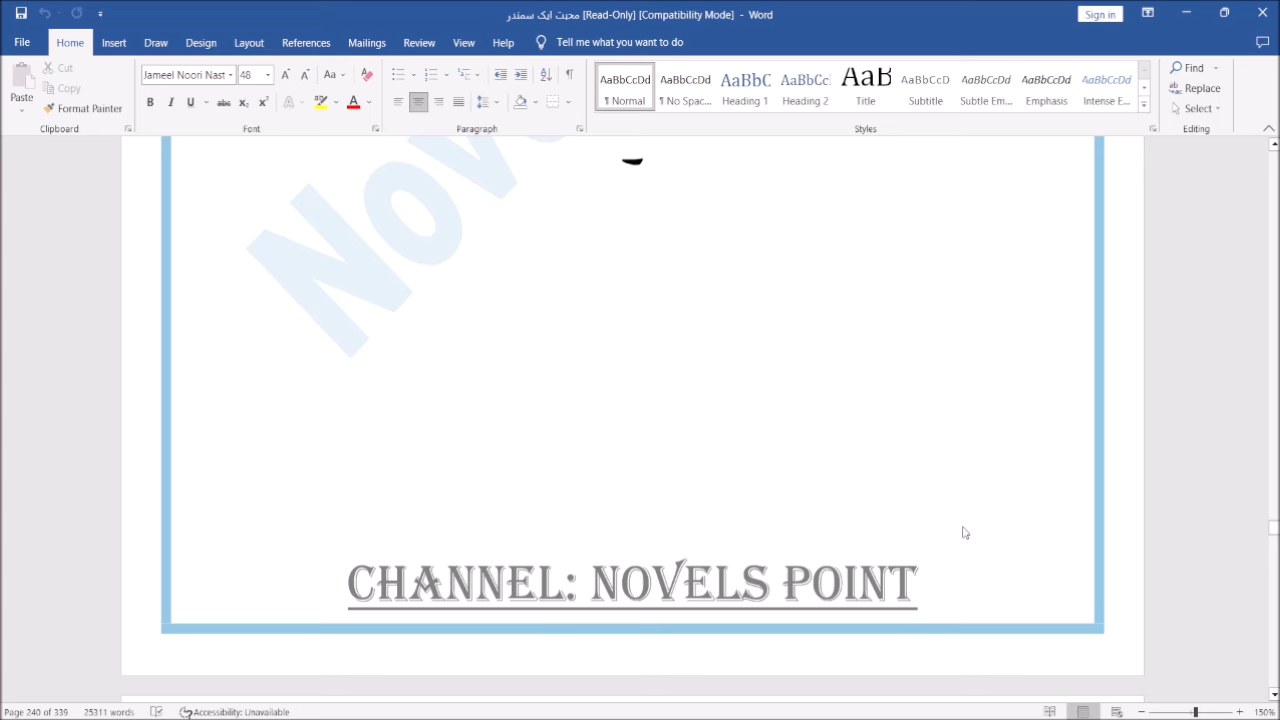 محبت ایک سمندر [Read-Only] [Compatibility Mode] - Word
Sign in
File Home Insert Draw Design Layout References Mailings Review View Help Tell me what you want to do
Paste
Cut
Copy
Format Painter
Clipboard
Jameel Noori Nast 48
Font
Paragraph
AaBbCcDd AaBbCcDd AaBbC AaBbCc AaB AaBbCcD AaBbCcDd AaBbCcDd AaBbCcDd
¶ Normal ¶ No Spac... Heading 1 Heading 2 Title Subtitle Subtle Em... Emphasis Intense E...
Styles
Find
Replace
Select
Editing
Nov
CHANNEL: NOVELS POINT
Page 240 of 339 25311 words Accessibility: Unavailable 150%